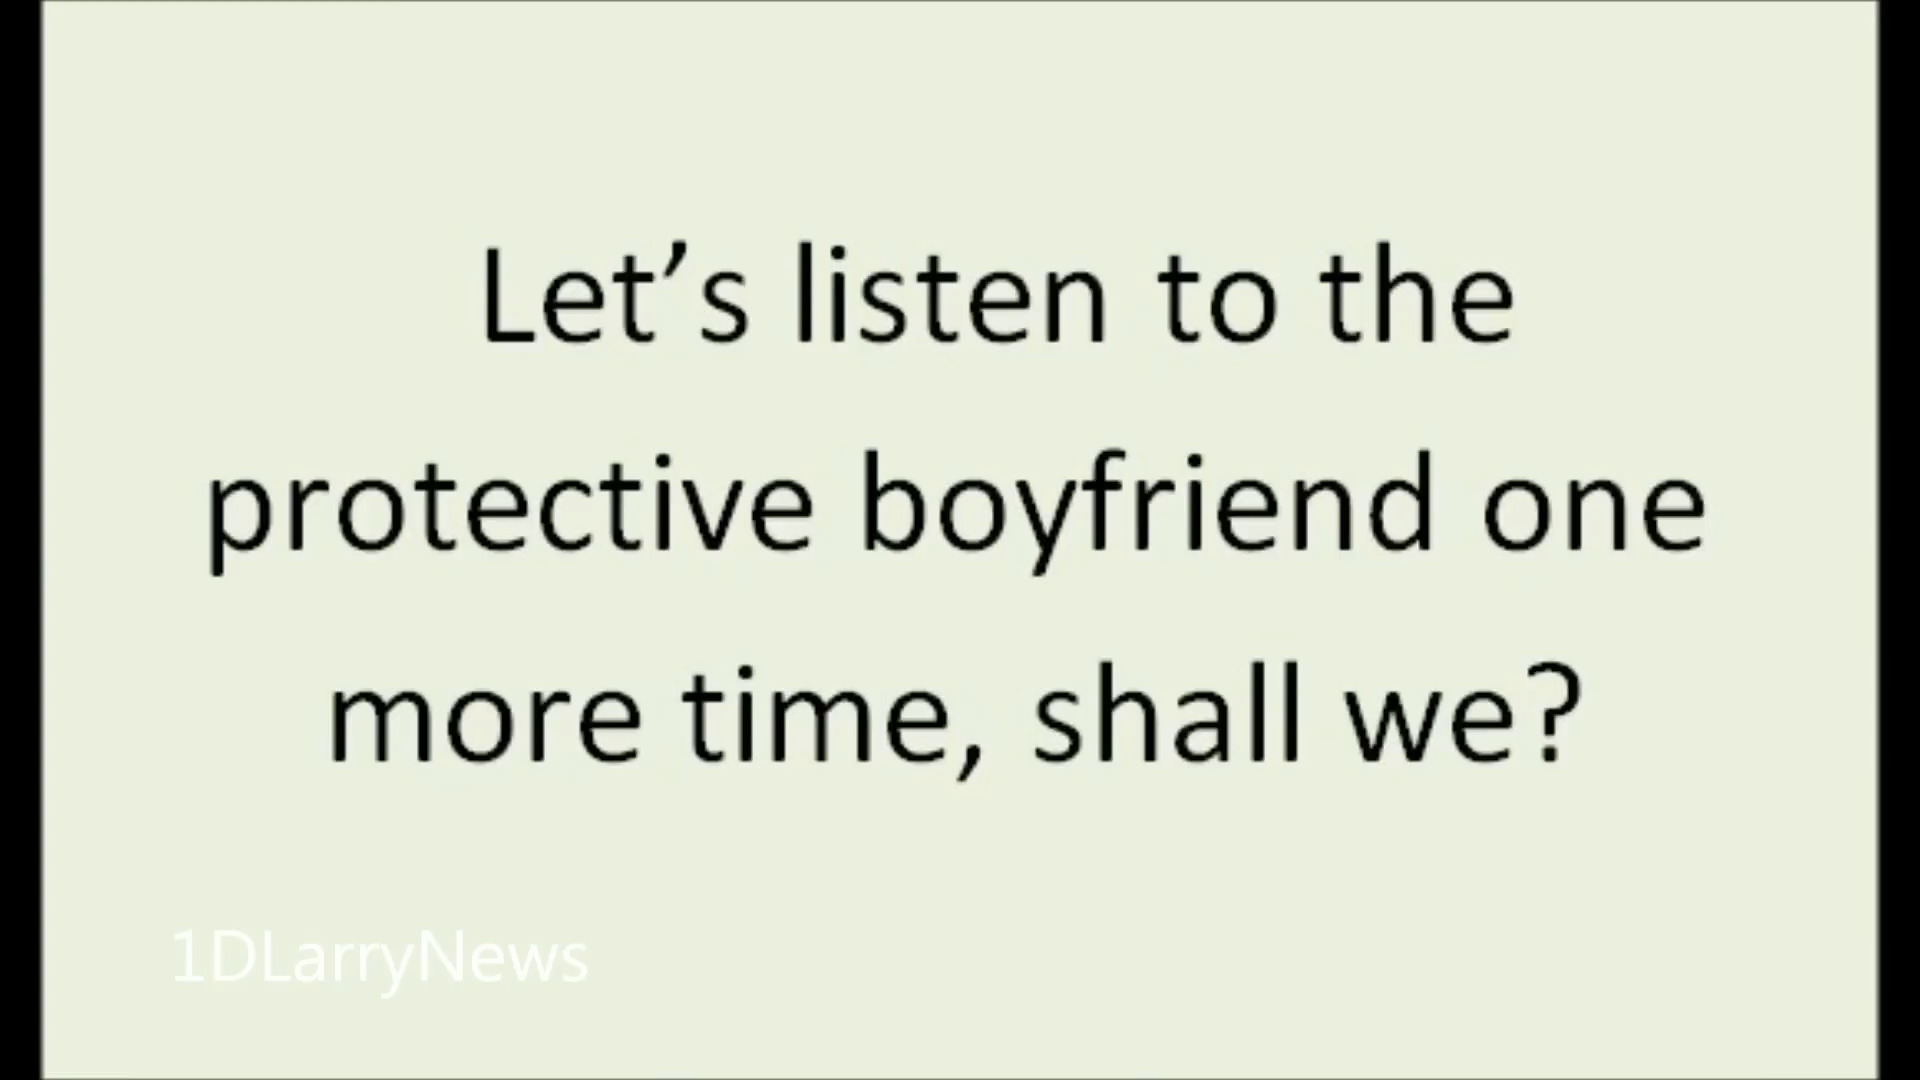 Let’s listen to the
protective boyfriend one
more time, shall we?
1DLarryNews